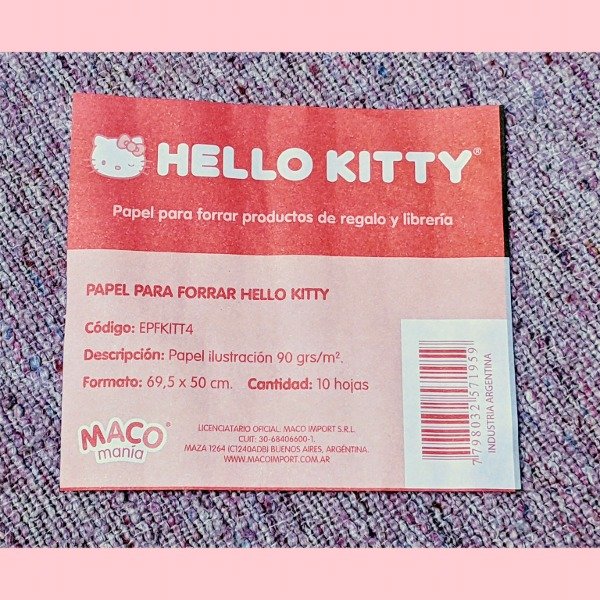 HELLO KITTY®
Papel para forrar productos de regalo y librería
PAPEL PARA FORRAR HELLO KITTY
Código: EPFKITT4
Descripción: Papel ilustración 90 grs/m².
Formato: 69,5 x 50 cm. Cantidad: 10 hojas
MACO®
mania
LICENCIATARIO OFICIAL: MACO IMPORT S.R.L.
CUIT: 30-68406600-1.
MAZA 1264 (C1240ADB) BUENOS AIRES, ARGENTINA.
WWW.MACOIMPORT.COM.AR
7798032571959
INDUSTRIA ARGENTINA